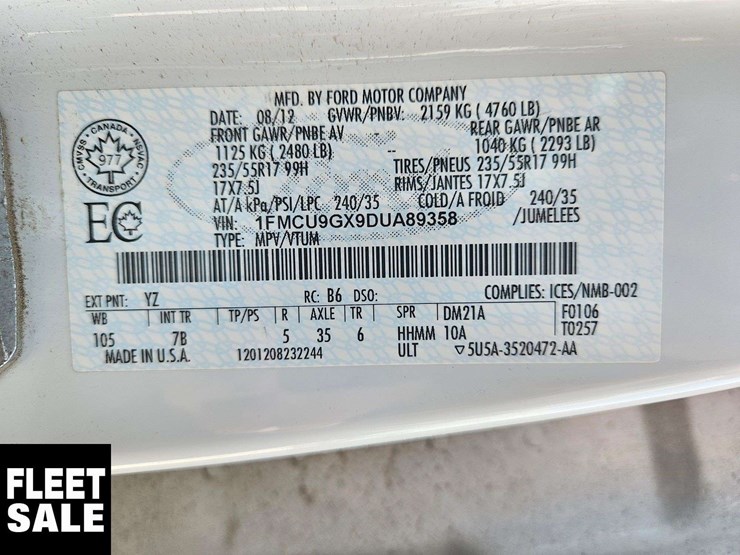 MFD. BY FORD MOTOR COMPANY
DATE: 08/12 GVWR/PNBV: 2159 KG ( 4760 LB)
FRONT GAWR/PNBE AV - REAR GAWR/PNBE AR
1125 KG ( 2480 LB) -- 1040 KG ( 2293 LB)
235/55R17 99H TIRES/PNEUS 235/55R17 99H
17X7.5J RIMS/JANTES 17X7.5J
AT/A kPa/PSI/LPC 240/35 COLD/A FROID 240/35
VIN: 1FMCU9GX9DUA89358 /JUMELEES
TYPE: MPV/VTUM
CANADA
CMVSS - NSVAC
977
TRANSPORT
EC
EXT PNT: YZ RC: B6 DSO: COMPLIES: ICES/NMB-002
WB INT TR TP/PS R AXLE TR SPR DM21A F0106
105 7B 5 35 6 HHMM 10A T0257
MADE IN U.S.A. 1201208232244 ULT ▽5U5A-3520472-AA
FLEET
SALE